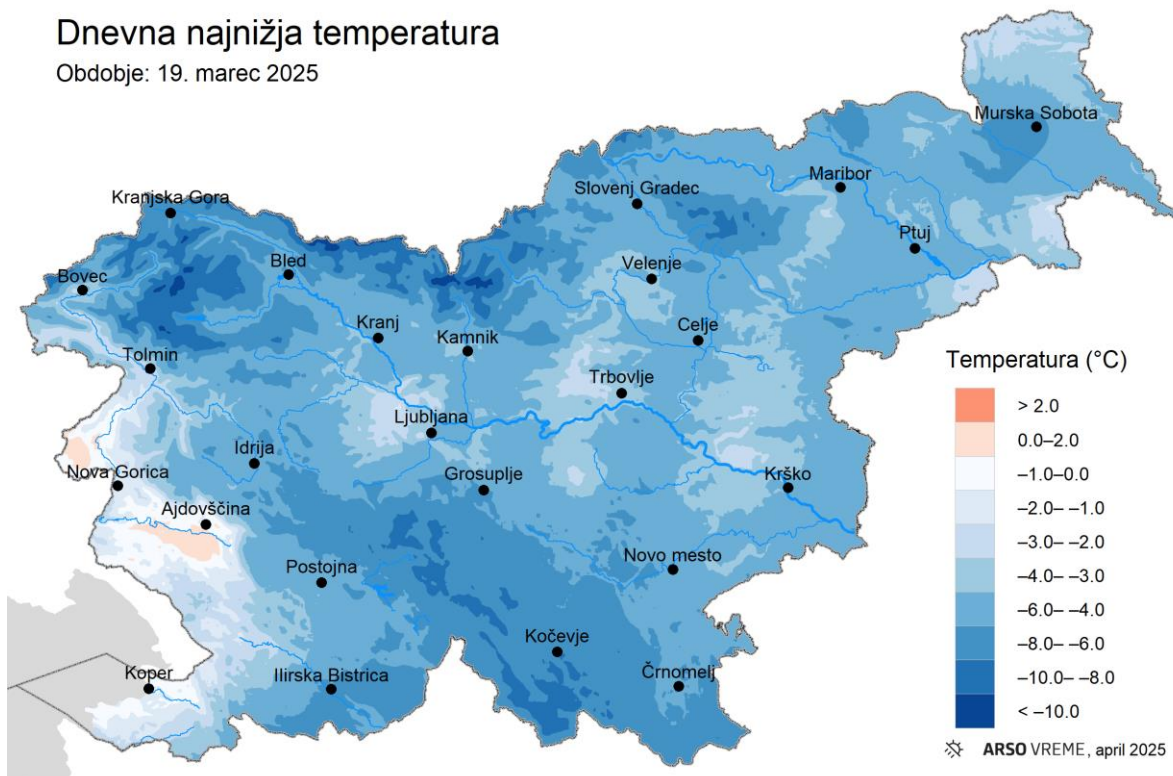 Dnevna najnižja temperatura
Obdobje: 19. marec 2025
Murska Sobota
Maribor
Slovenj Gradec
Kranjska Gora
Ptuj
Bled
Velenje
Bovec
Kranj
Kamnik
Celje
Tolmin
Trbovlje
Ljubljana
Idrija
Nova Gorica
Grosuplje
Krško
Ajdovščina
Postojna
Novo mesto
Kočevje
Koper
Ilirska Bistrica
Črnomelj
Temperatura (°C)
> 2.0
0.0–2.0
–1.0–0.0
–2.0– –1.0
–3.0– –2.0
–4.0– –3.0
–6.0– –4.0
–8.0– –6.0
–10.0– –8.0
< –10.0
ARSO VREME, april 2025